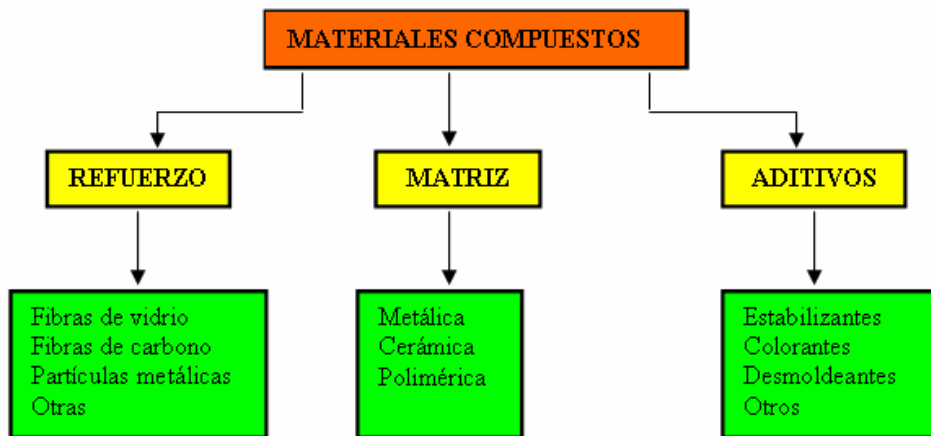 MATERIALES COMPUESTOS
REFUERZO
MATRIZ
ADITIVOS
Fibras de vidrio
Fibras de carbono
Partículas metálicas
Otras
Metálica
Cerámica
Polimérica
Estabilizantes
Colorantes
Desmoldeantes
Otros